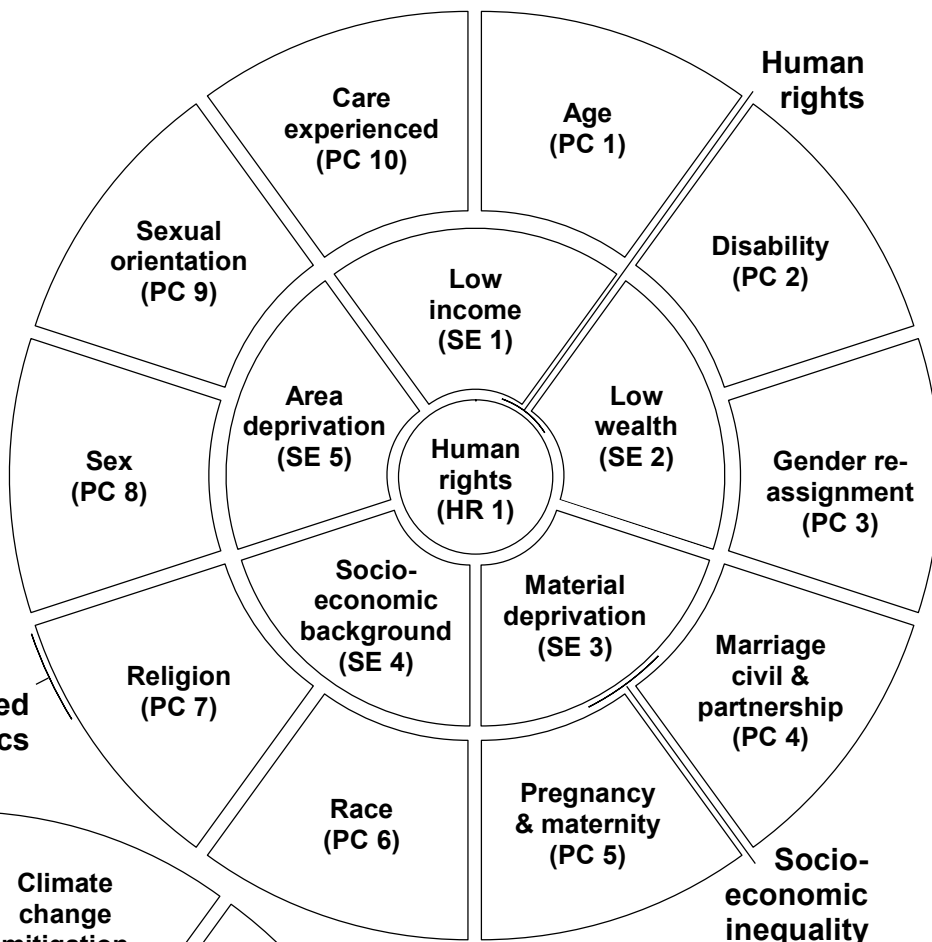 Human
rights
Care
experienced
(PC 10)
Age
(PC 1)
Sexual
orientation
(PC 9)
Disability
(PC 2)
Low
income
(SE 1)
Area
deprivation
(SE 5)
Low
wealth
(SE 2)
Sex
(PC 8)
Human
rights
(HR 1)
Gender re-
assignment
(PC 3)
Socio-
economic
background
(SE 4)
Material
deprivation
(SE 3)
Religion
(PC 7)
Marriage
civil &
partnership
(PC 4)
ed
cs
Race
(PC 6)
Pregnancy
& maternity
(PC 5)
Socio-
economic
inequality
Climate
change
mitigation